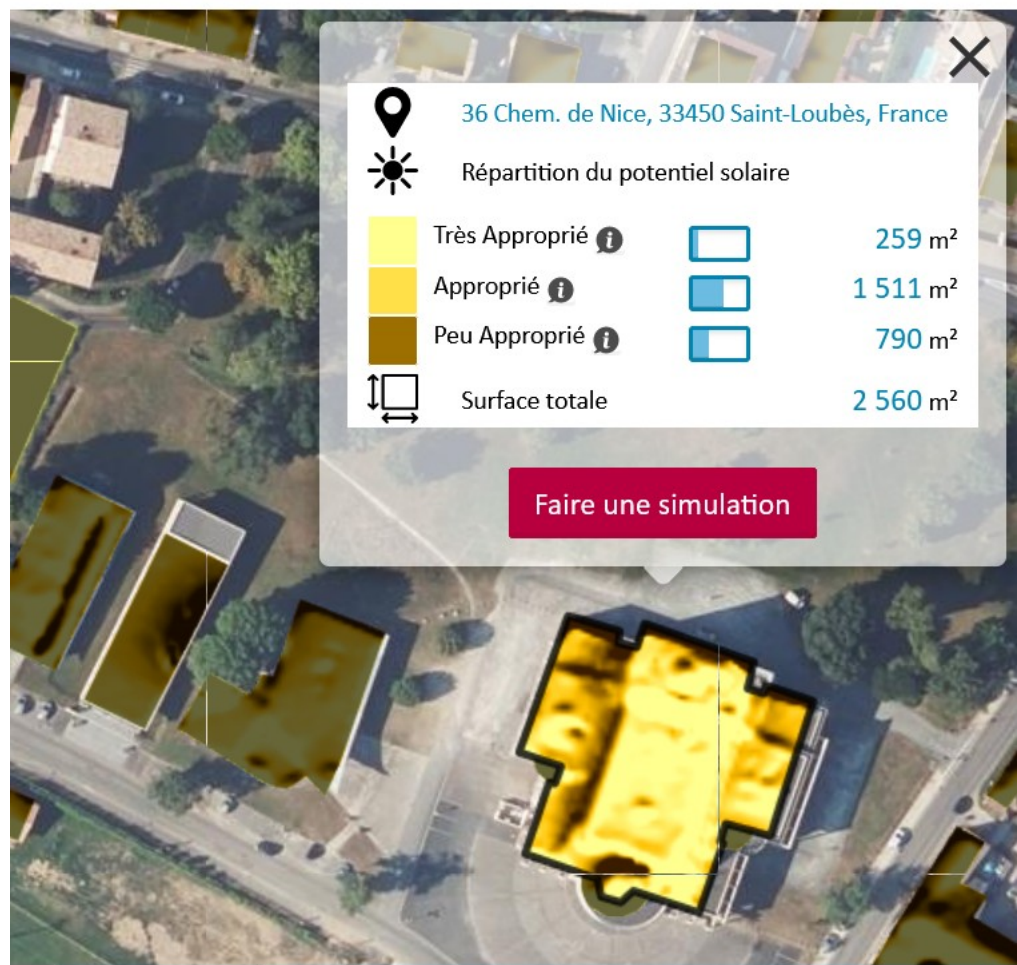 36 Chem. de Nice, 33450 Saint-Loubès, France
Répartition du potentiel solaire
Très Approprié 259 m²
Approprié 1 511 m²
Peu Approprié 790 m²
Surface totale 2 560 m²
Faire une simulation